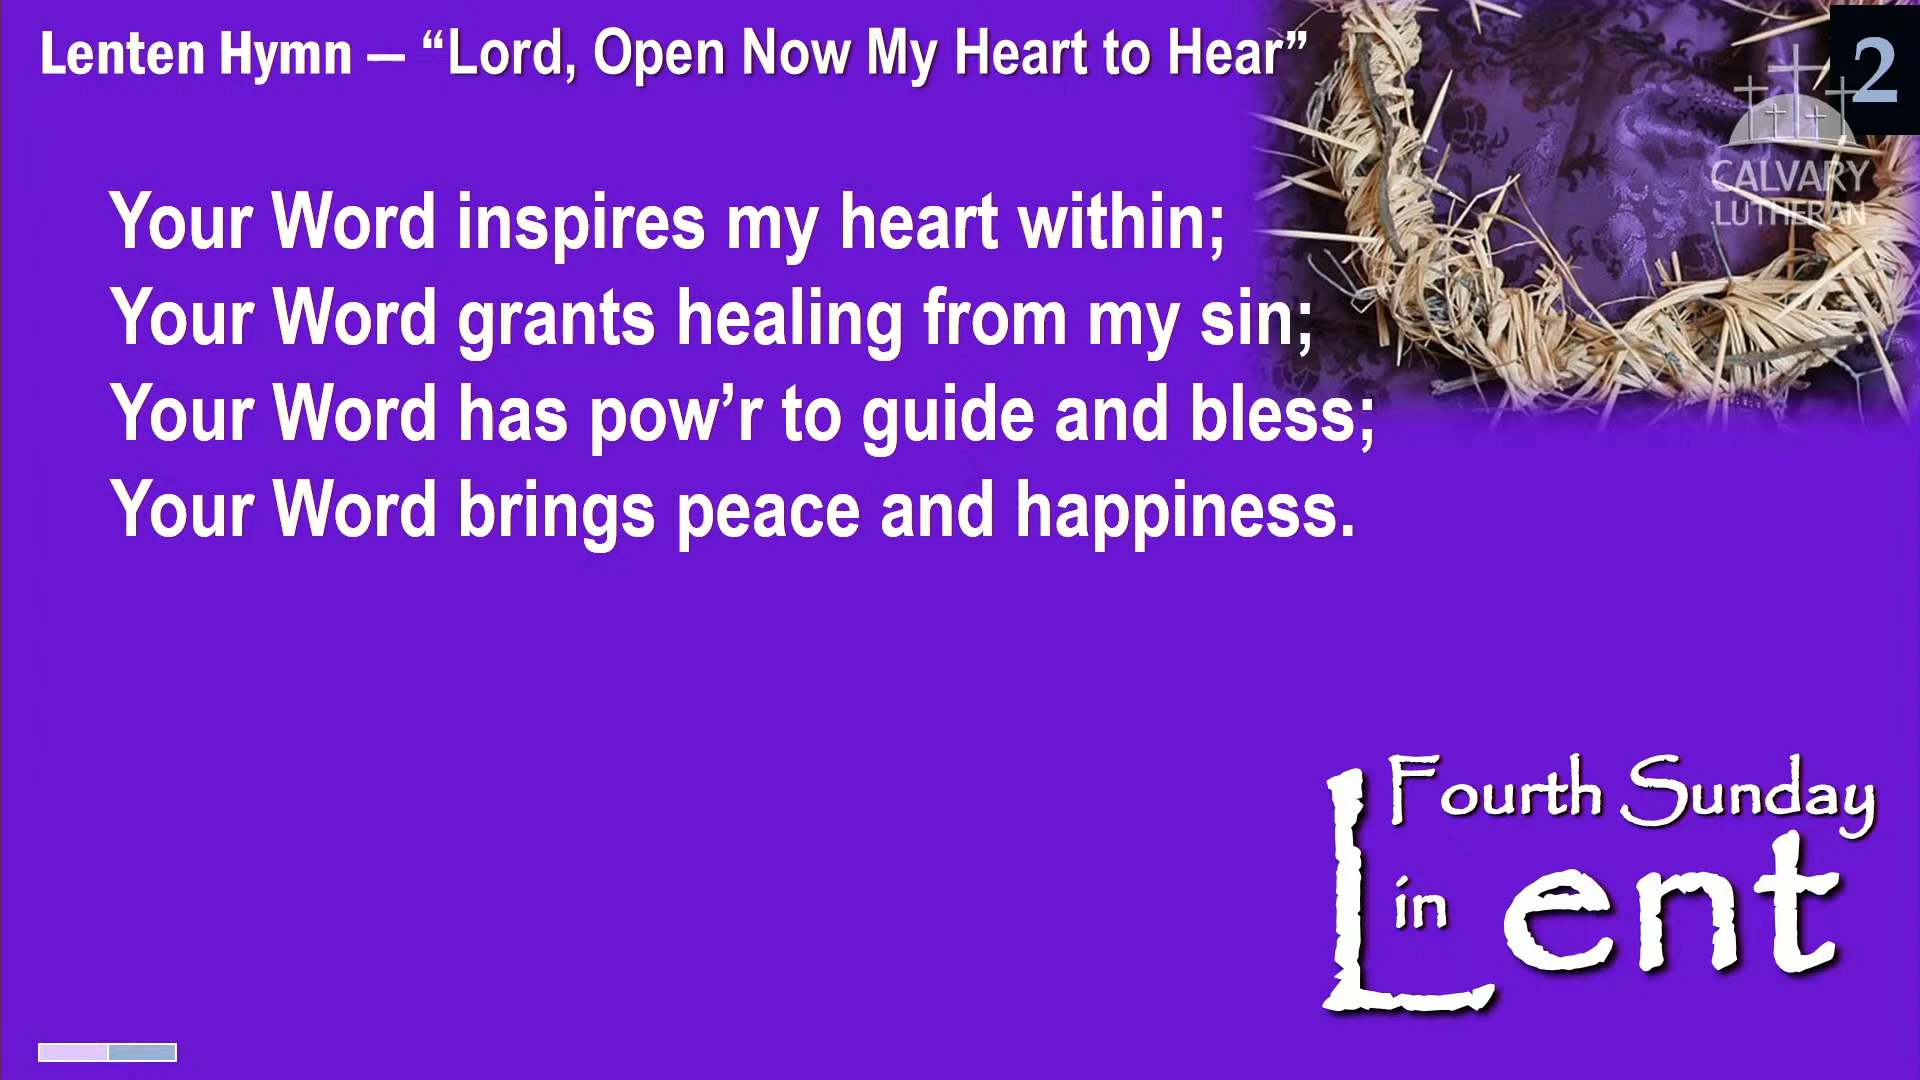 Lenten Hymn — “Lord, Open Now My Heart to Hear”
2
CALVARY
LUTHERAN
Your Word inspires my heart within;
Your Word grants healing from my sin;
Your Word has pow’r to guide and bless;
Your Word brings peace and happiness.
Fourth Sunday
in Lent